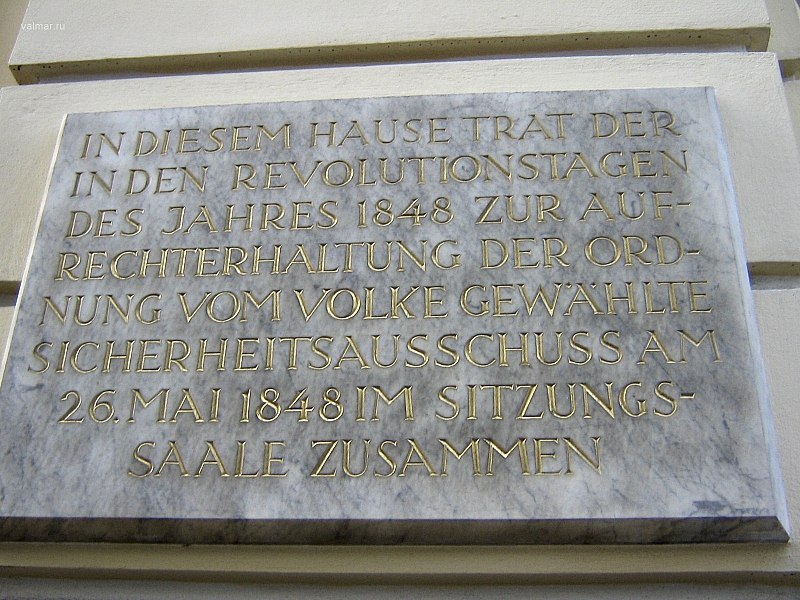 valmar.ru
IN DIESEM HAUSE TRAT DER
IN DEN REVOLUTIONSTAGEN
DES JAHRES 1848 ZUR AUF-
RECHTERHALTUNG DER ORD-
NUNG VOM VOLKE GEWÄHLTE
SICHERHEITSAUSSCHUSS AM
26. MAI 1848 IM SITZUNGS-
SAALE ZUSAMMEN